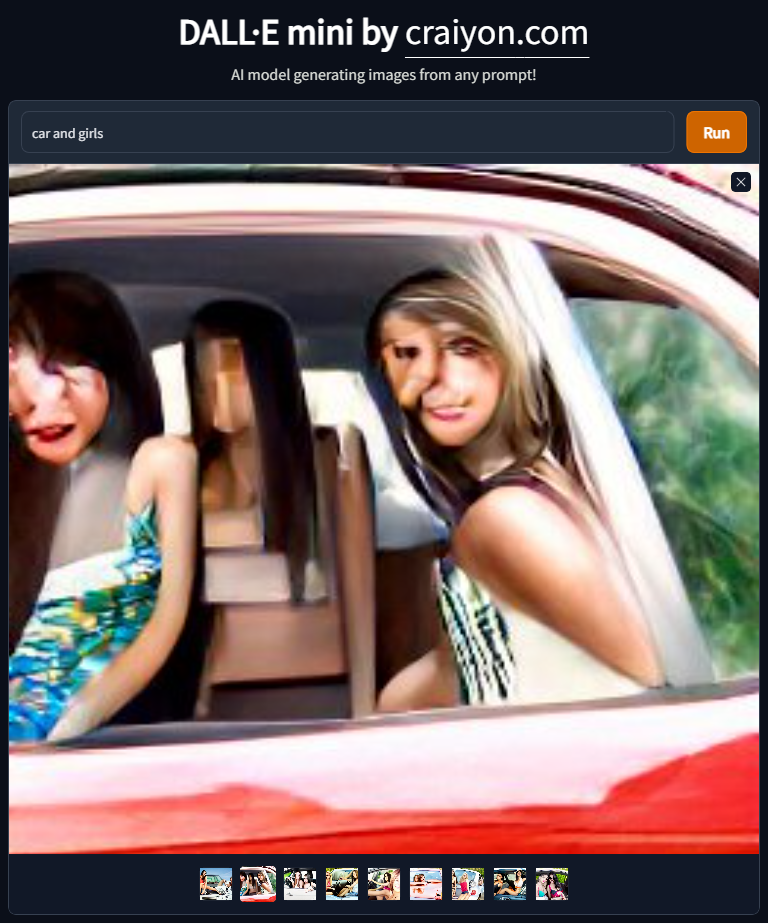 DALL·E mini by craiyon.com
AI model generating images from any prompt!
car and girls
Run